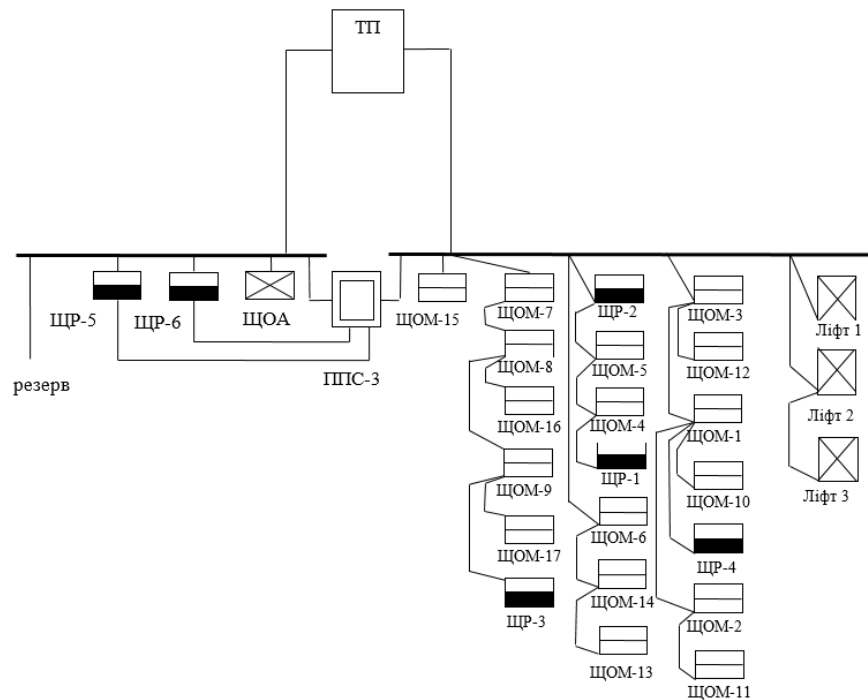 ТП
ЩР-5
ЩР-6
ЩОА
ППС-3
резерв
ЩОМ-15
ЩОМ-7
ЩОМ-8
ЩОМ-16
ЩОМ-9
ЩОМ-17
ЩР-3
ЩР-2
ЩОМ-5
ЩОМ-4
ЩР-1
ЩОМ-6
ЩОМ-14
ЩОМ-13
ЩОМ-3
ЩОМ-12
ЩОМ-1
ЩОМ-10
ЩР-4
ЩОМ-2
ЩОМ-11
Ліфт 1
Ліфт 2
Ліфт 3